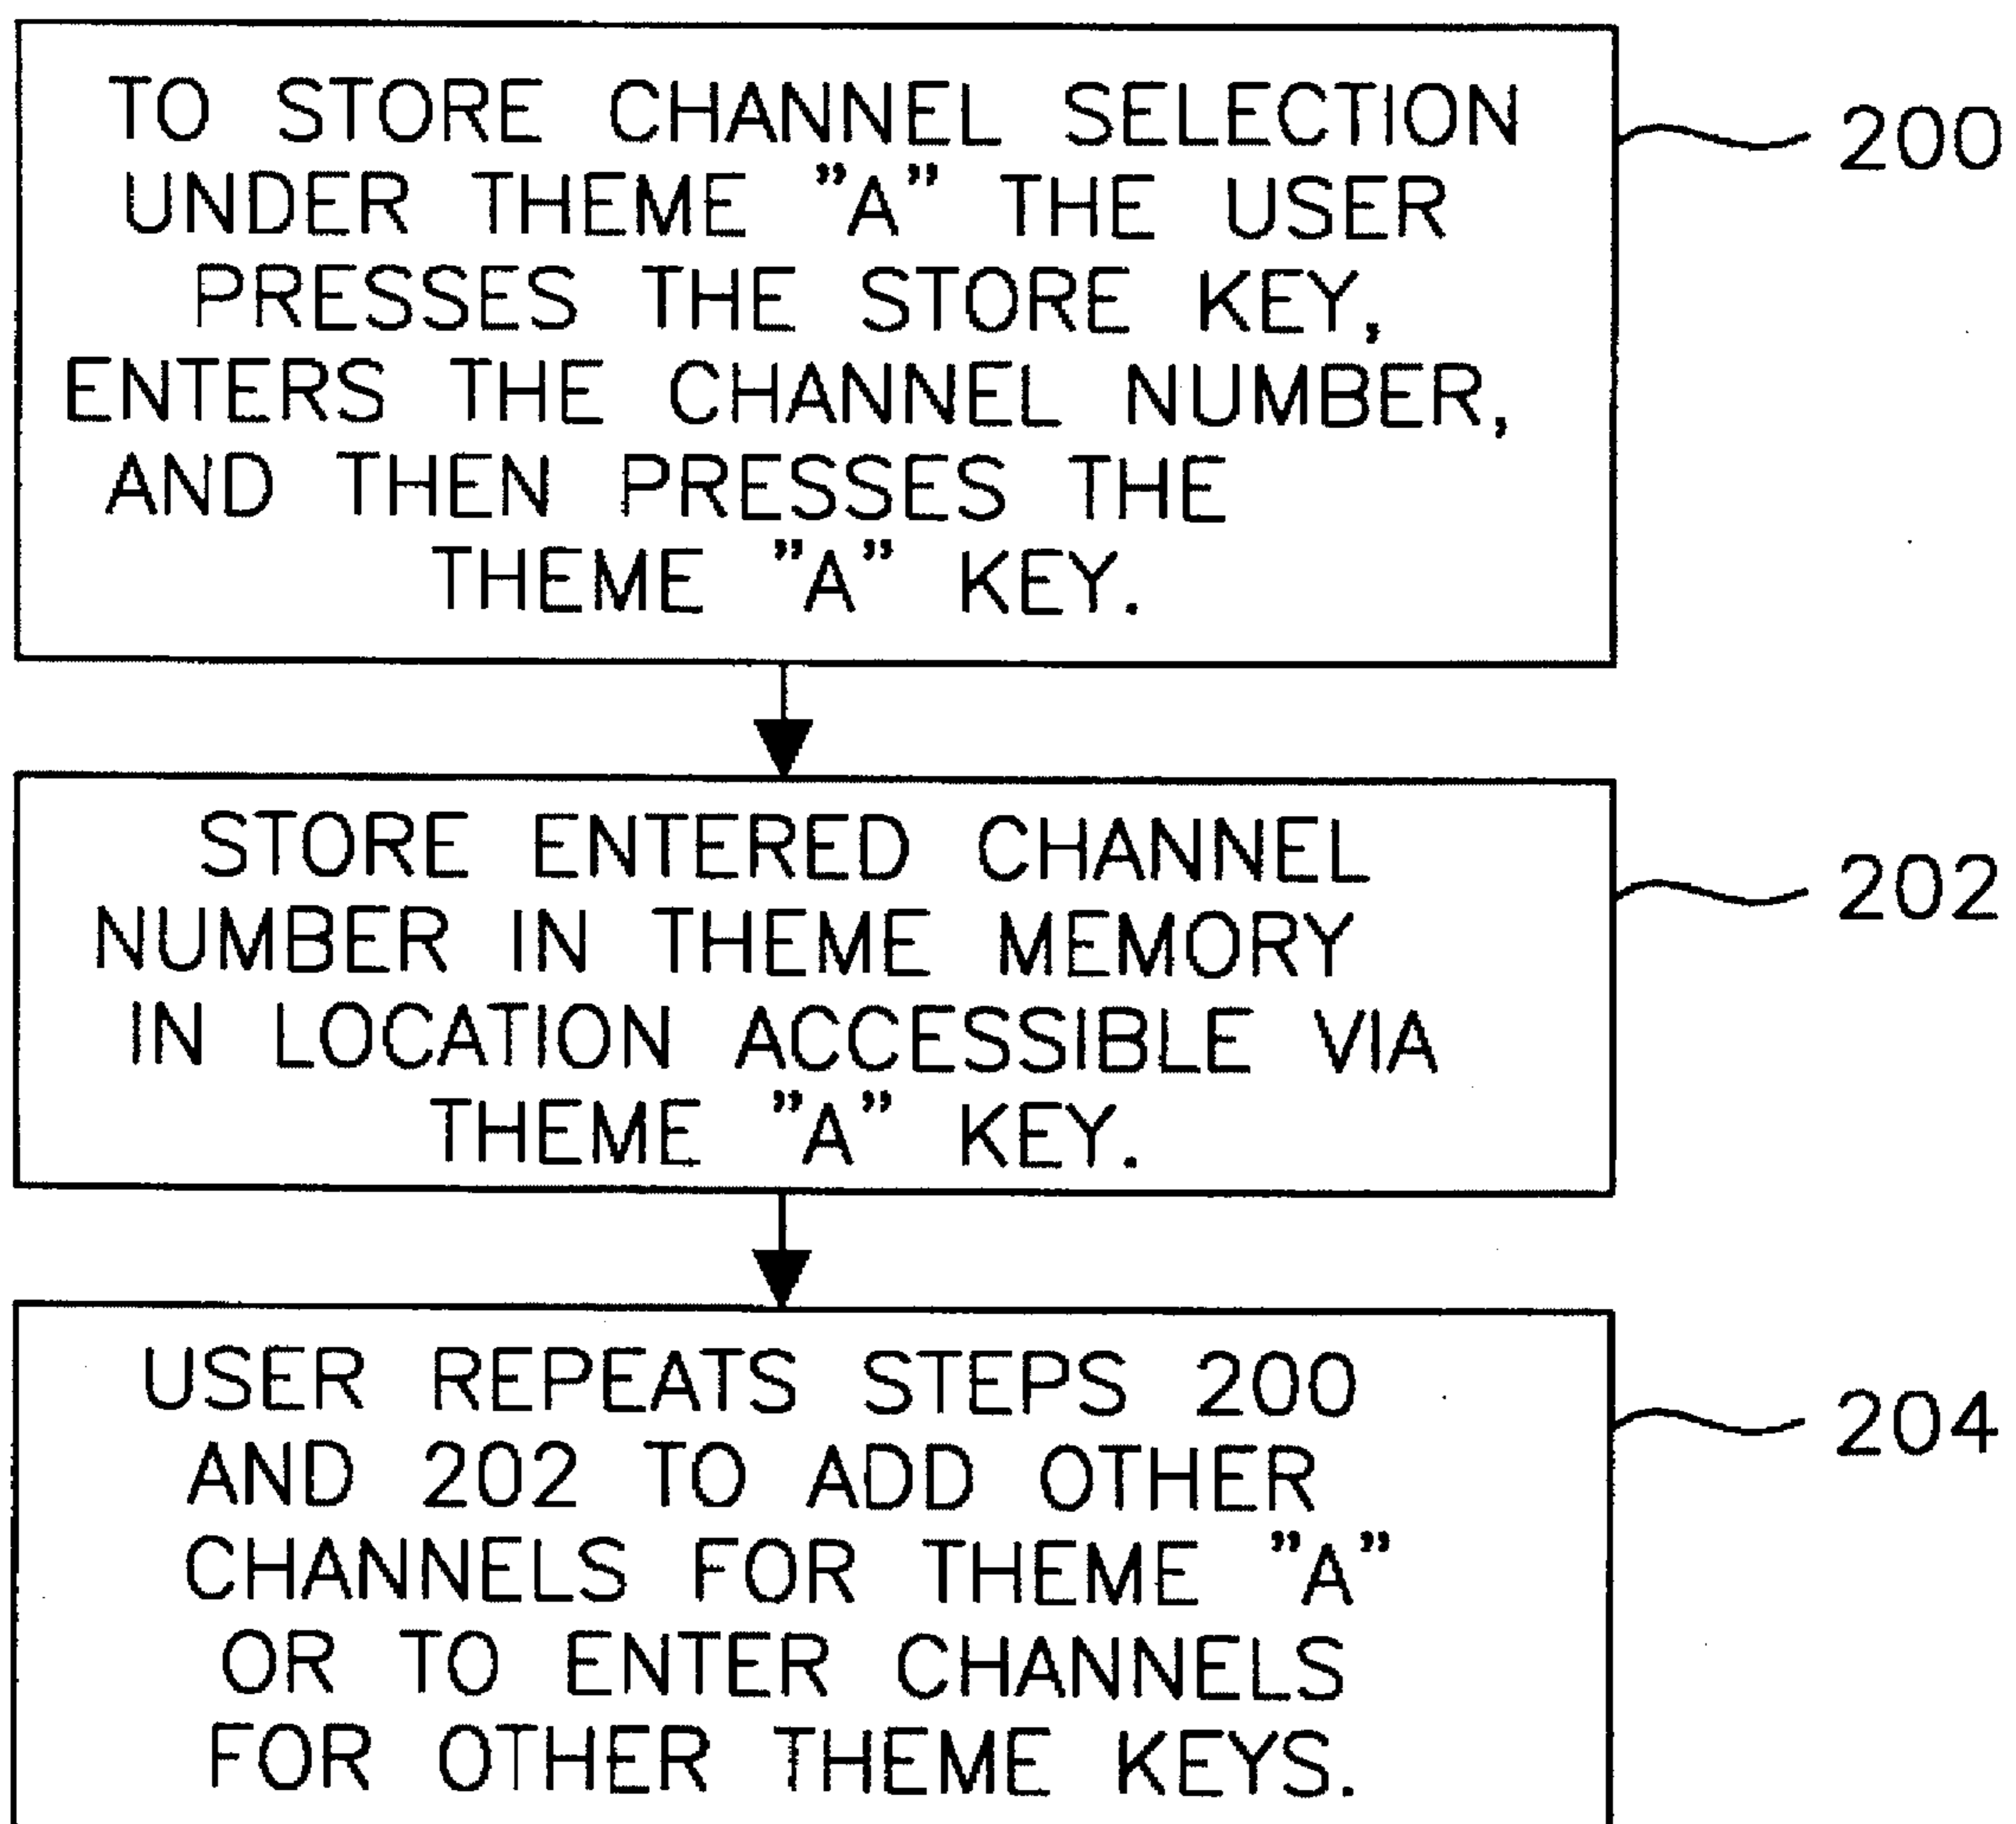 TO STORE CHANNEL SELECTION
UNDER THEME "A" THE USER
PRESSES THE STORE KEY,
ENTERS THE CHANNEL NUMBER,
AND THEN PRESSES THE
THEME "A" KEY.
200
STORE ENTERED CHANNEL
NUMBER IN THEME MEMORY
IN LOCATION ACCESSIBLE VIA
THEME "A" KEY.
202
USER REPEATS STEPS 200
AND 202 TO ADD OTHER
CHANNELS FOR THEME "A"
OR TO ENTER CHANNELS
FOR OTHER THEME KEYS.
204